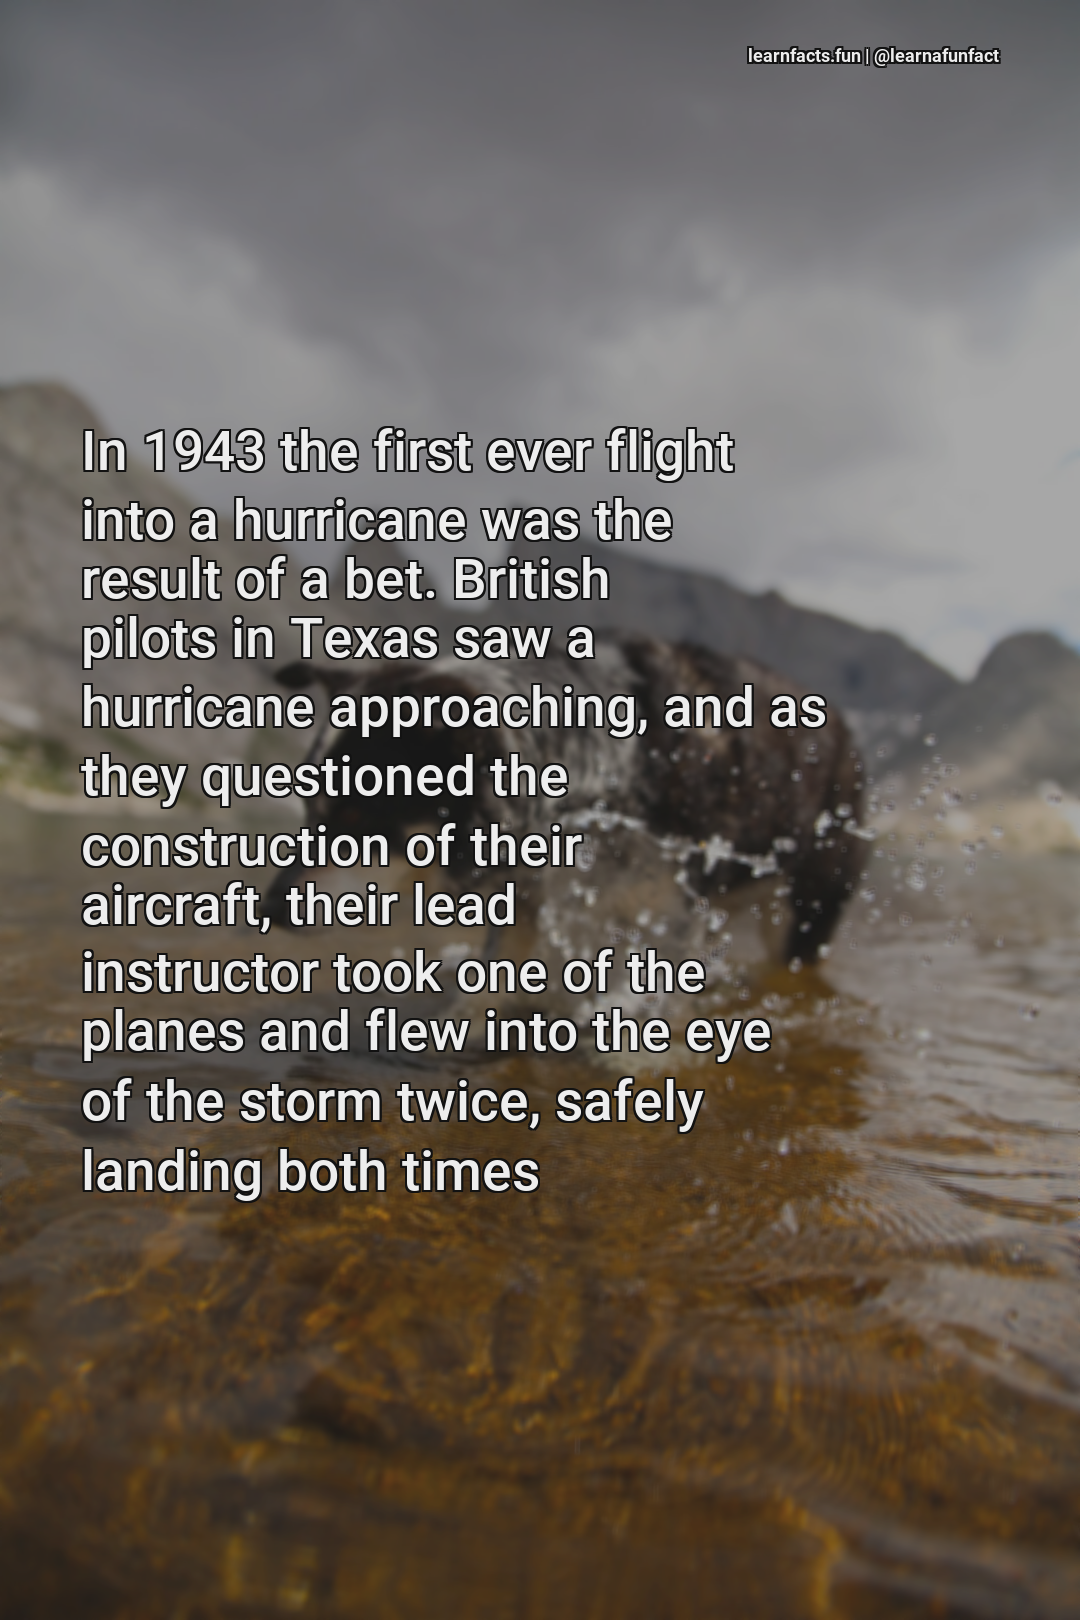 learnfacts.fun | @learnafunfact
In 1943 the first ever flight
into a hurricane was the
result of a bet. British
pilots in Texas saw a
hurricane approaching, and as
they questioned the
construction of their
aircraft, their lead
instructor took one of the
planes and flew into the eye
of the storm twice, safely
landing both times